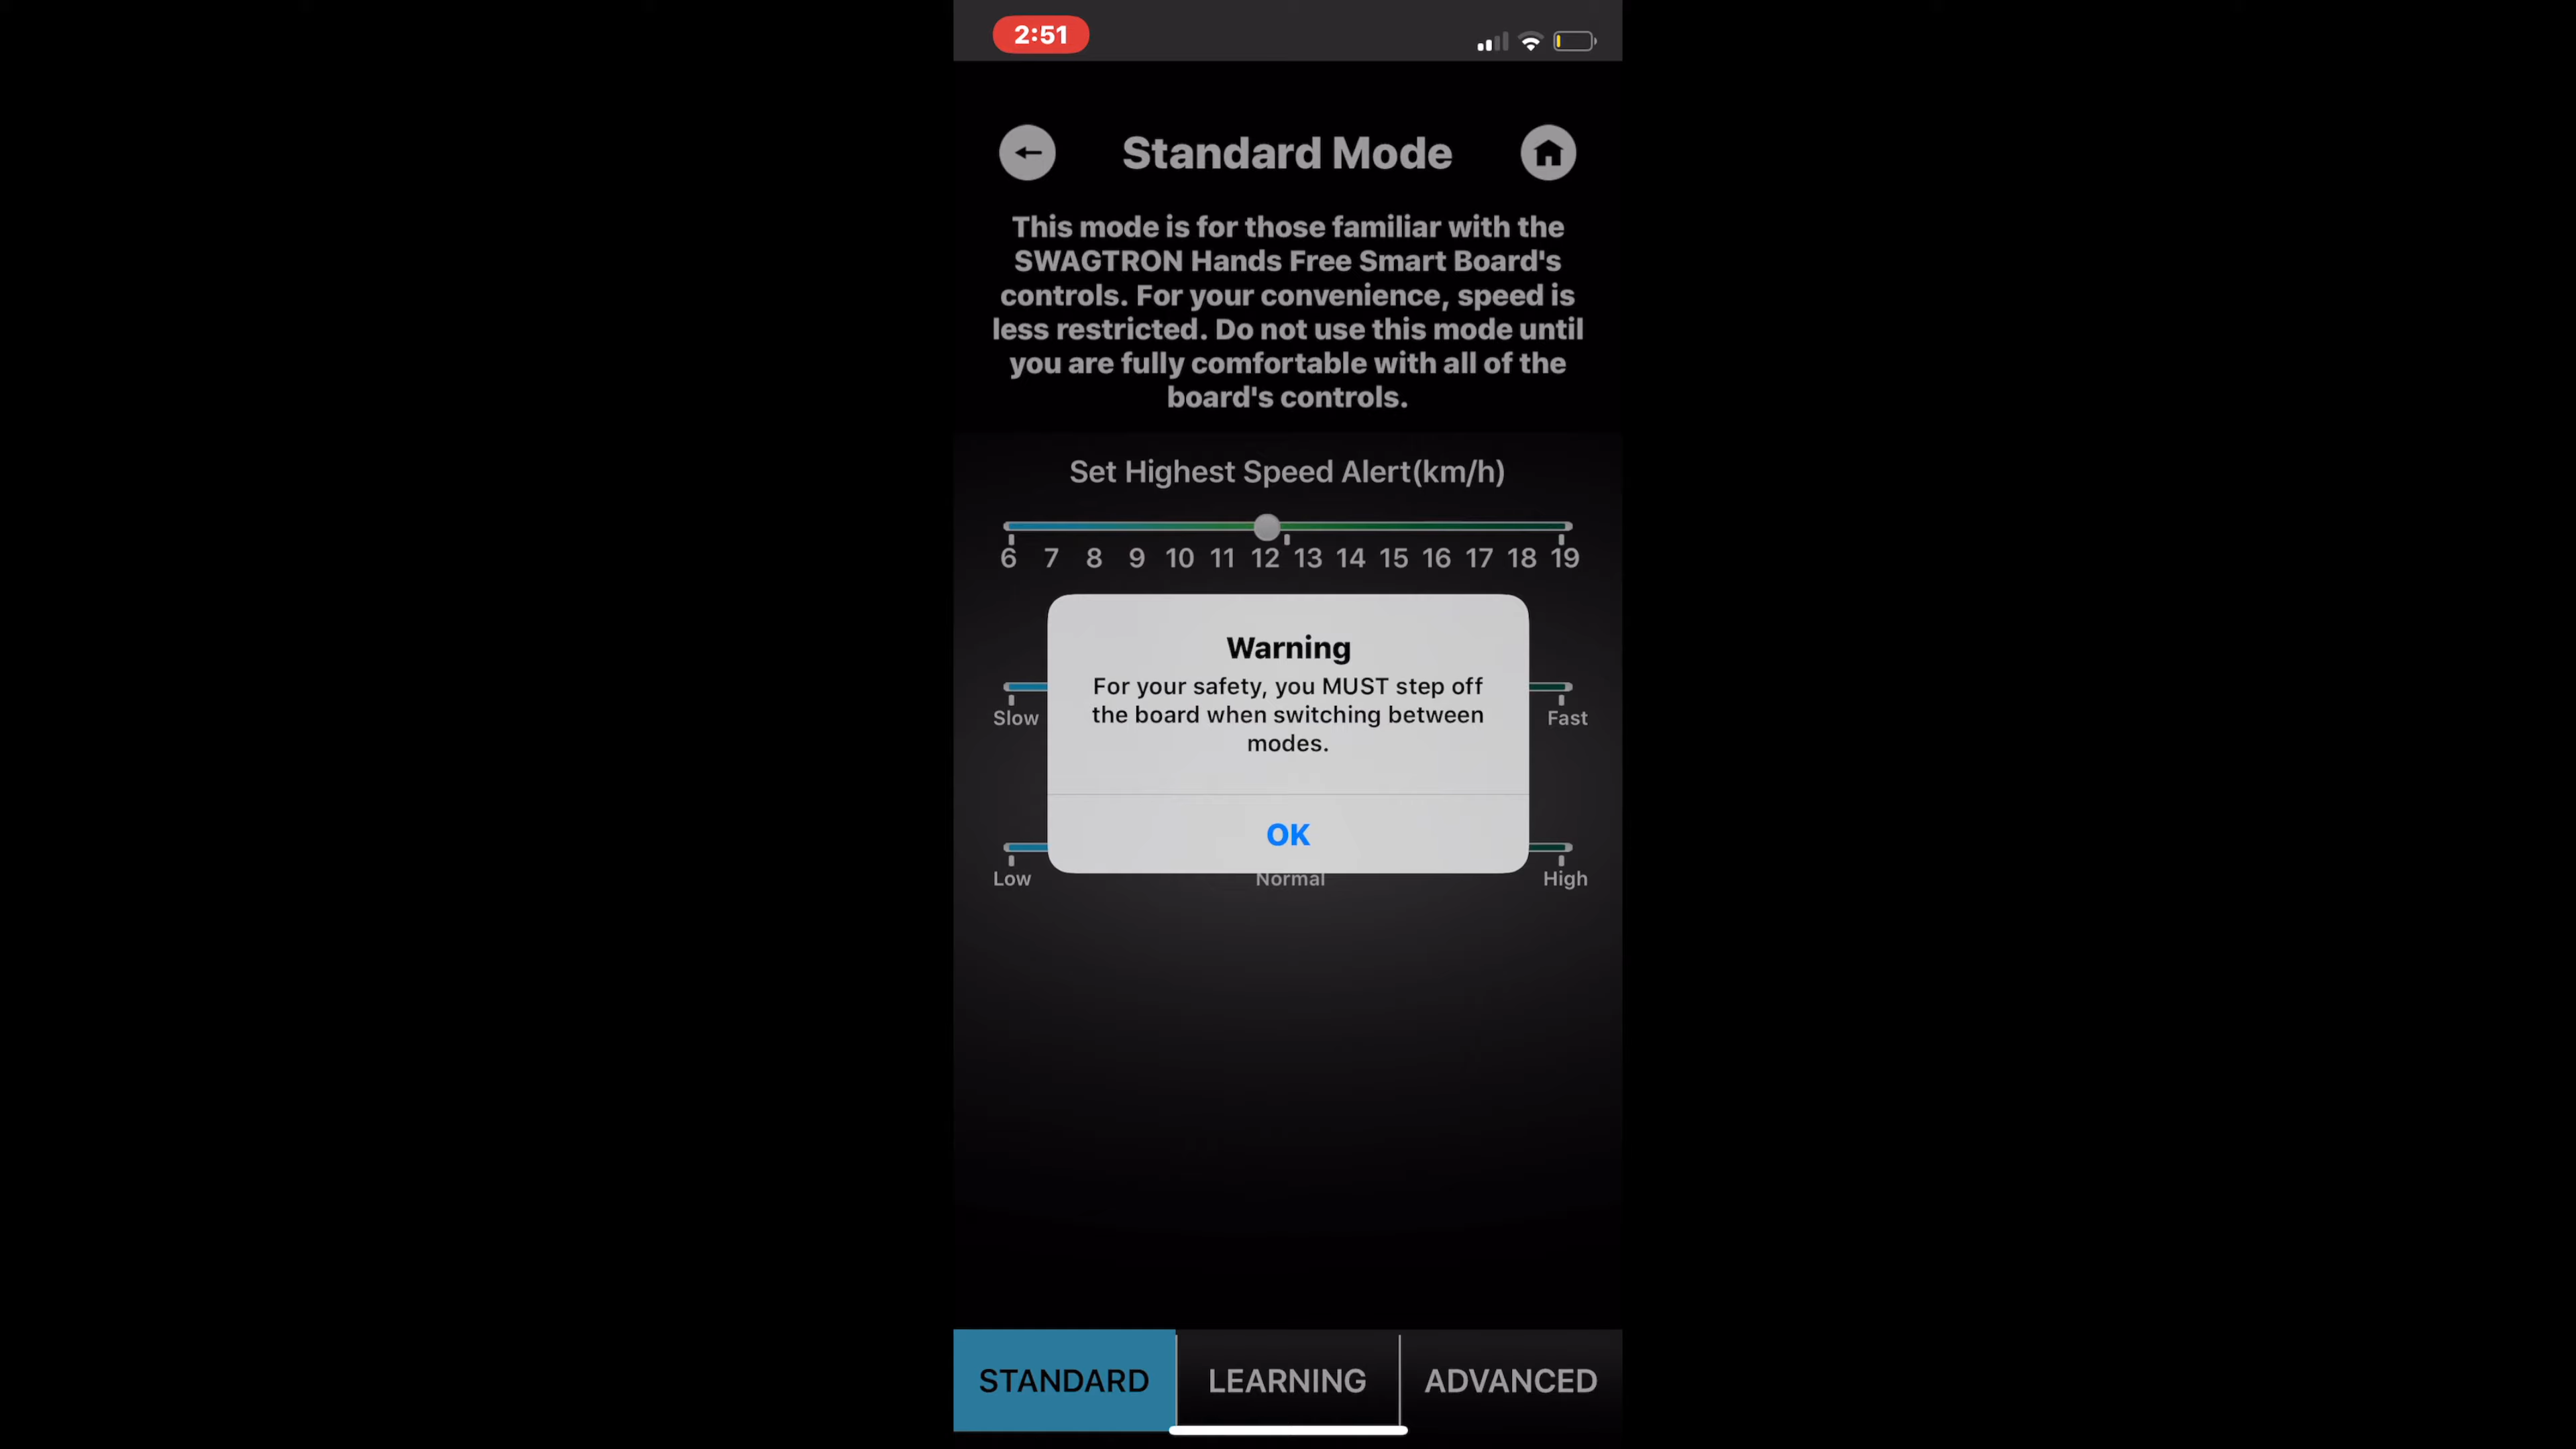 2:51
Standard Mode
This mode is for those familiar with the
SWAGTRON Hands Free Smart Board's
controls. For your convenience, speed is
less restricted. Do not use this mode until
you are fully comfortable with all of the
board's controls.
Set Highest Speed Alert(km/h)
6 7 8 9 10 11 12 13 14 15 16 17 18 19
Warning
For your safety, you MUST step off
the board when switching between
modes.
Slow Fast
OK
Low Normal High
STANDARD LEARNING ADVANCED